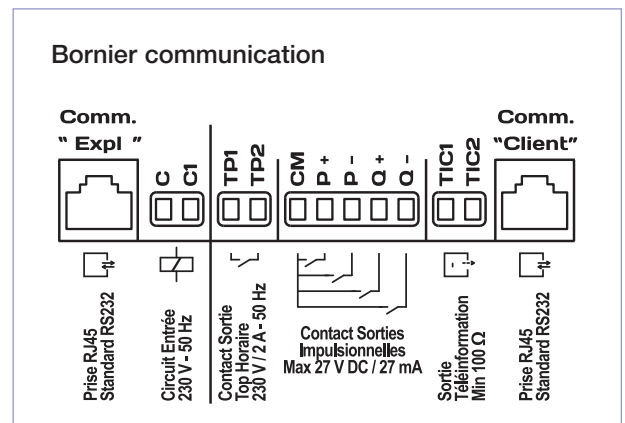 Bornier communication
Comm.
" Expl "
C
C1
TP1
TP2
CM
P +
P -
Q +
Q -
TIC1
TIC2
Comm.
"Client"
Prise RJ45
Standard RS232
Circuit Entrée
230 V - 50 Hz
Contact Sortie
Top Horaire
230 V / 2 A - 50 Hz
Contact Sorties
Impulsionnelles
Max 27 V DC / 27 mA
Sortie
Téléinformation
Min 100 Ω
Prise RJ45
Standard RS232